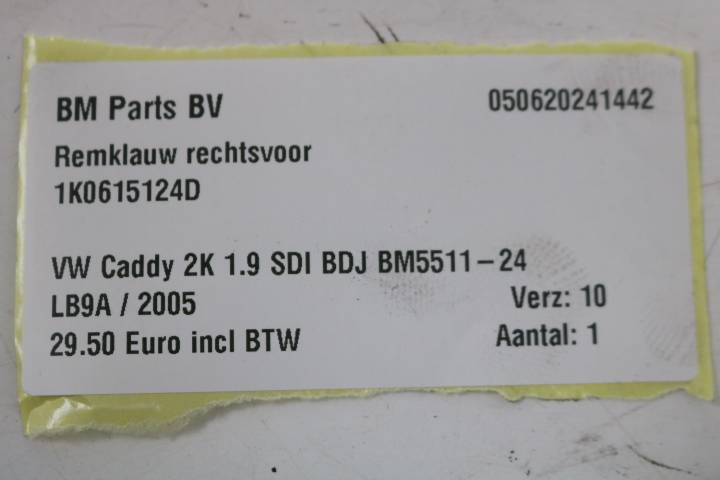 BM Parts BV 050620241442
Remklauw rechtsvoor
1K0615124D
VW Caddy 2K 1.9 SDI BDJ BM5511-24
LB9A / 2005 Verz: 10
29.50 Euro incl BTW Aantal: 1